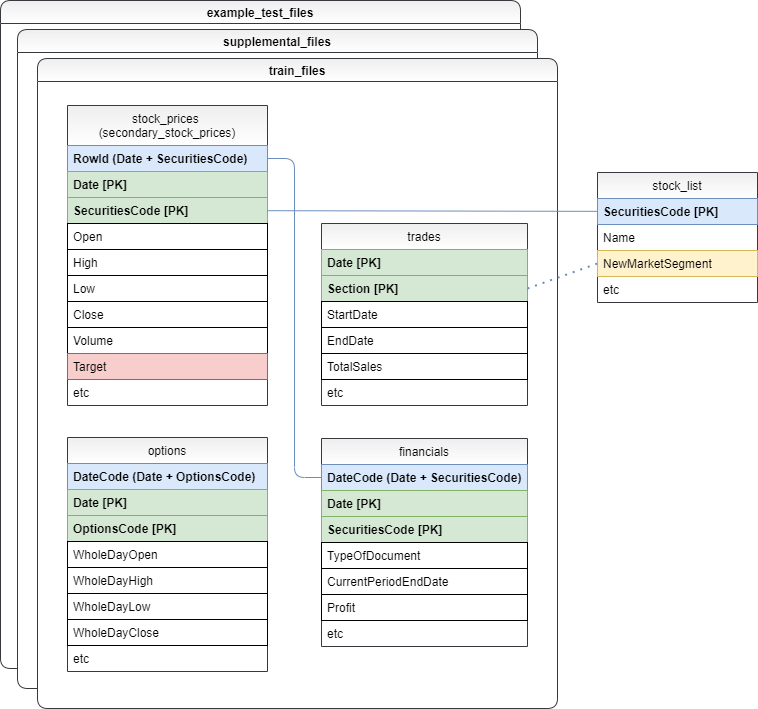 example_test_files
supplemental_files
train_files
stock_prices
(secondary_stock_prices)
RowId (Date + SecuritiesCode)
Date [PK]
SecuritiesCode [PK]
Open
High
Low
Close
Volume
Target
etc
trades
Date [PK]
Section [PK]
StartDate
EndDate
TotalSales
etc
stock_list
SecuritiesCode [PK]
Name
NewMarketSegment
etc
options
DateCode (Date + OptionsCode)
Date [PK]
OptionsCode [PK]
WholeDayOpen
WholeDayHigh
WholeDayLow
WholeDayClose
etc
financials
DateCode (Date + SecuritiesCode)
Date [PK]
SecuritiesCode [PK]
TypeOfDocument
CurrentPeriodEndDate
Profit
etc